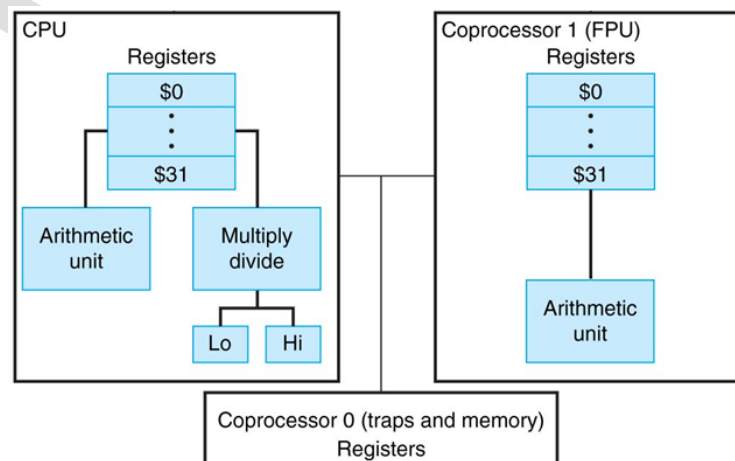 CPU
Registers
$0
$31
Arithmetic
unit
Multiply
divide
Lo
Hi
Coprocessor 1 (FPU)
Registers
$0
$31
Arithmetic
unit
Coprocessor 0 (traps and memory)
Registers